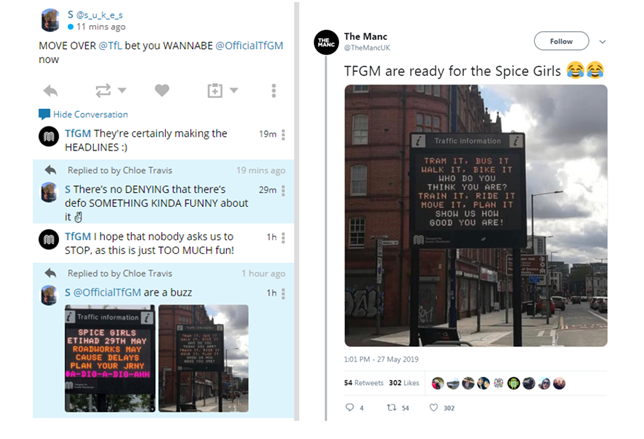 S @s_u_k_e_s
11 mins ago
MOVE OVER @TfL bet you WANNABE @OfficialTfGM
now
Hide Conversation
TfGM They're certainly making the 19m
HEADLINES :)
Replied to by Chloe Travis 19 mins ago
S There's no DENYING that there's 29m
defo SOMETHING KINDA FUNNY about
it ✌
TfGM I hope that nobody asks us to 1h
STOP, as this is just TOO MUCH fun!
Replied to by Chloe Travis 1 hour ago
S @OfficialTfGM are a buzz 1h
i Traffic information i
SPICE GIRLS
ETIHAD 29TH MAY
ROADWORKS MAY
CAUSE DELAYS
PLAN YOUR JRNY
THE
MANC
The Manc
@TheMancUK
Follow
TFGM are ready for the Spice Girls 😂😂
i Traffic information i
TRAM IT, BUS IT
WALK IT, BIKE IT
WHO DO YOU
THINK YOU ARE?
TRAIN IT, RIDE IT
MOVE IT, PLAN IT
SHOW US HOW
GOOD YOU ARE!
1:01 PM - 27 May 2019
54 Retweets 302 Likes
4 54 302